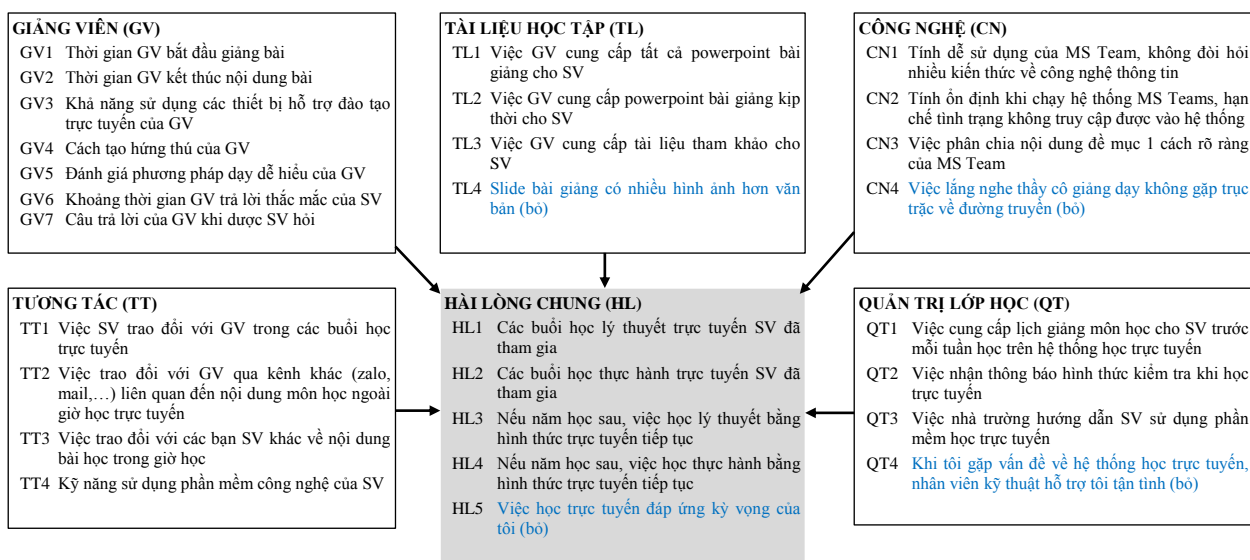 GIẢNG VIÊN (GV)
GV1 Thời gian GV bắt đầu giảng bài
GV2 Thời gian GV kết thúc nội dung bài
GV3 Khả năng sử dụng các thiết bị hỗ trợ đào tạo
trực tuyến của GV
GV4 Cách tạo hứng thú của GV
GV5 Đánh giá phương pháp dạy dễ hiểu của GV
GV6 Khoảng thời gian GV trả lời thắc mắc của SV
GV7 Câu trả lời của GV khi dược SV hỏi
TÀI LIỆU HỌC TẬP (TL)
TL1 Việc GV cung cấp tất cả powerpoint bài
giảng cho SV
TL2 Việc GV cung cấp powerpoint bài giảng kịp
thời cho SV
TL3 Việc GV cung cấp tài liệu tham khảo cho
SV
TL4 Slide bài giảng có nhiều hình ảnh hơn văn
bản (bỏ)
CÔNG NGHỆ (CN)
CN1 Tính dễ sử dụng của MS Team, không đòi hỏi
nhiều kiến thức về công nghệ thông tin
CN2 Tính ổn định khi chạy hệ thống MS Teams, hạn
chế tình trạng không truy cập được vào hệ thống
CN3 Việc phân chia nội dung đề mục 1 cách rõ ràng
của MS Team
CN4 Việc lắng nghe thầy cô giảng dạy không gặp trục
trặc về đường truyền (bỏ)
TƯƠNG TÁC (TT)
TT1 Việc SV trao đổi với GV trong các buổi học
trực tuyến
TT2 Việc trao đổi với GV qua kênh khác (zalo,
mail,…) liên quan đến nội dung môn học ngoài
giờ học trực tuyến
TT3 Việc trao đổi với các bạn SV khác về nội dung
bài học trong giờ học
TT4 Kỹ năng sử dụng phần mềm công nghệ của SV
HÀI LÒNG CHUNG (HL)
HL1 Các buổi học lý thuyết trực tuyến SV đã
tham gia
HL2 Các buổi học thực hành trực tuyến SV đã
tham gia
HL3 Nếu năm học sau, việc học lý thuyết bằng
hình thức trực tuyến tiếp tục
HL4 Nếu năm học sau, việc học thực hành bằng
hình thức trực tuyến tiếp tục
HL5 Việc học trực tuyến đáp ứng kỳ vọng của
tôi (bỏ)
QUẢN TRỊ LỚP HỌC (QT)
QT1 Việc cung cấp lịch giảng môn học cho SV trước
mỗi tuần học trên hệ thống học trực tuyến
QT2 Việc nhận thông báo hình thức kiểm tra khi học
trực tuyến
QT3 Việc nhà trường hướng dẫn SV sử dụng phần
mềm học trực tuyến
QT4 Khi tôi gặp vấn đề về hệ thống học trực tuyến,
nhân viên kỹ thuật hỗ trợ tôi tận tình (bỏ)